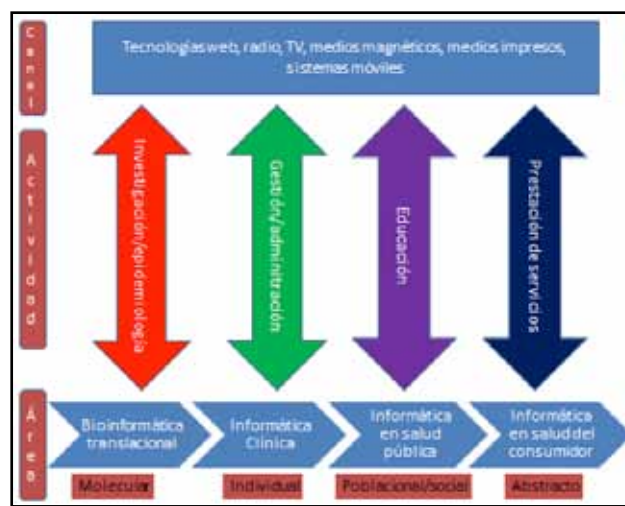 Canal
Tecnologías web, radio, TV, medios magnéticos, medios impresos,
sistemas móviles
Actividad
Investigación/epidemiología
Gestión/adminitración
Educación
Prestación de servicios
Área
Bioinformática
translacional
Informática
Clínica
Informática
en salud
pública
Informática
en salud del
consumidor
Molecular
Individual
Poblacional/social
Abstracto